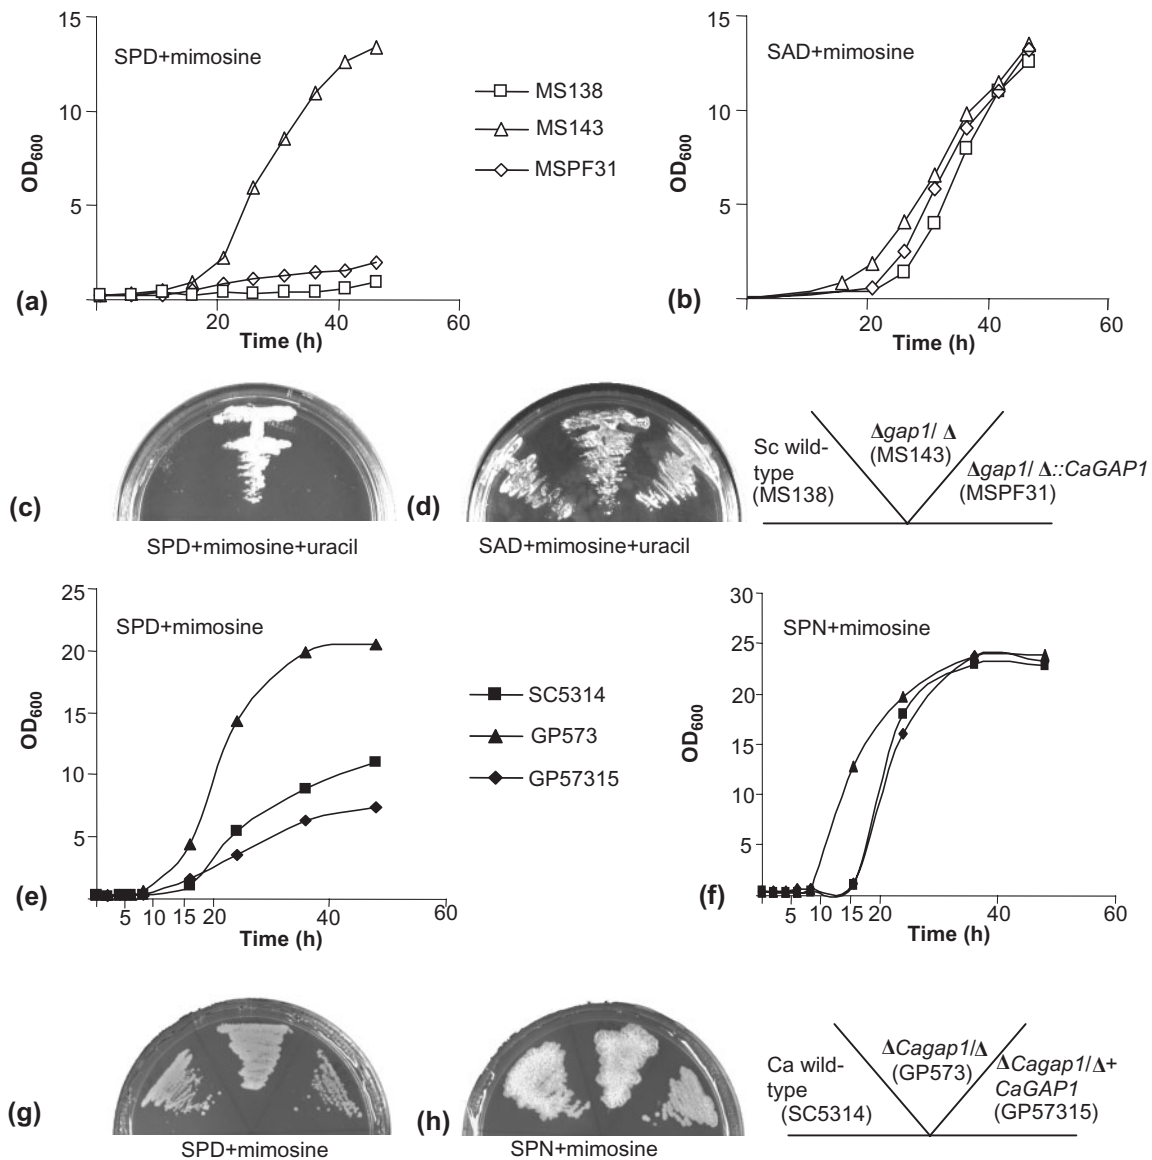 15
SPD+mimosine
10
OD600
5
(a)
20
40
60
Time (h)
MS138
MS143
MSPF31
15
SAD+mimosine
10
OD600
5
(b)
20
40
60
Time (h)
(c)
SPD+mimosine+uracil
(d)
SAD+mimosine+uracil
Sc wild-
type
(MS138)
Δgap1/ Δ
(MS143)
Δgap1/ Δ::CaGAP1
(MSPF31)
25
SPD+mimosine
20
15
OD600
10
5
(e)
5
10
15
20
40
60
Time (h)
SC5314
GP573
GP57315
30
SPN+mimosine
25
20
OD600
15
10
5
(f)
5
10
15
20
40
60
Time (h)
(g)
SPD+mimosine
(h)
SPN+mimosine
Ca wild-
type
(SC5314)
ΔCagap1/Δ
(GP573)
ΔCagap1/Δ+
CaGAP1
(GP57315)